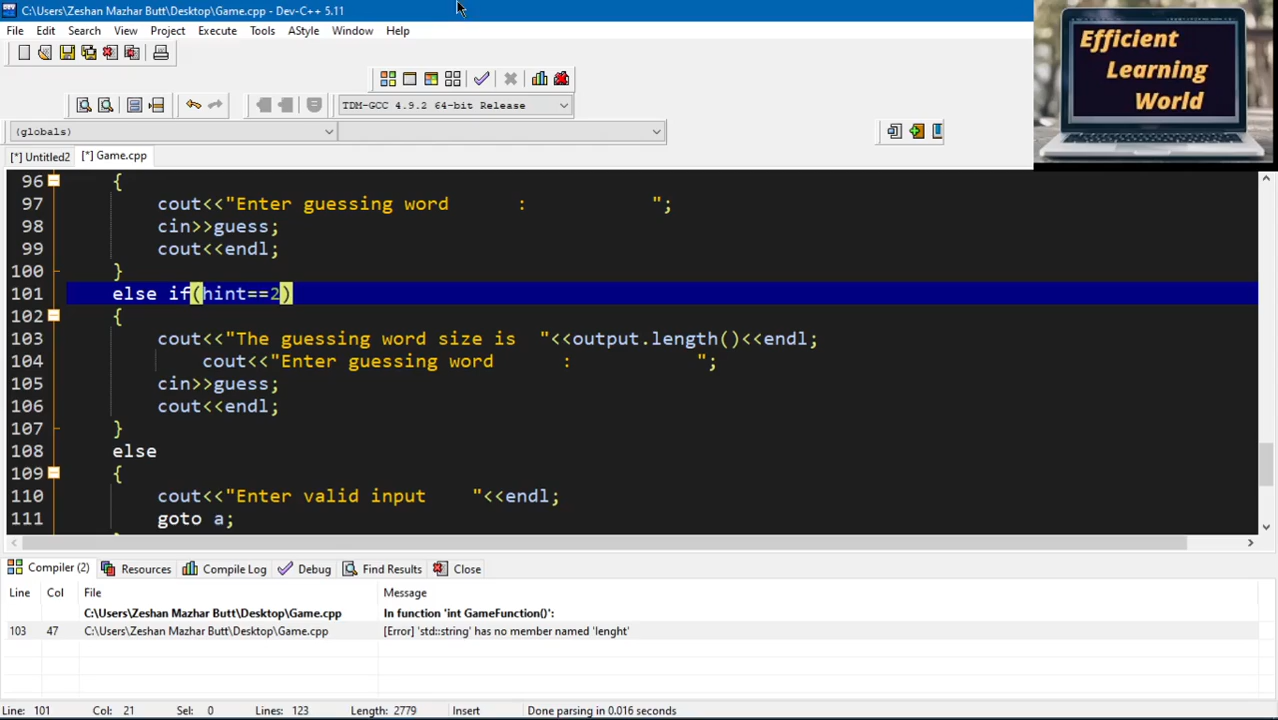 C:\Users\Zeshan Mazhar Butt\Desktop\Game.cpp - Dev-C++ 5.11
File Edit Search View Project Execute Tools AStyle Window Help
Efficient
Learning
World
TDM-GCC 4.9.2 64-bit Release
(globals)
[*] Untitled2 [*] Game.cpp
96 {
97 cout<<"Enter guessing word : ";
98 cin>>guess;
99 cout<<endl;
100 }
101 else if(hint==2)
102 {
103 cout<<"The guessing word size is "<<output.length()<<endl;
104 cout<<"Enter guessing word : ";
105 cin>>guess;
106 cout<<endl;
107 }
108 else
109 {
110 cout<<"Enter valid input "<<endl;
111 goto a;
Compiler (2) Resources Compile Log Debug Find Results Close
Line Col File Message
C:\Users\Zeshan Mazhar Butt\Desktop\Game.cpp In function 'int GameFunction()':
103 47 C:\Users\Zeshan Mazhar Butt\Desktop\Game.cpp [Error] 'std::string' has no member named 'lenght'
Line: 101 Col: 21 Sel: 0 Lines: 123 Length: 2779 Insert Done parsing in 0.016 seconds